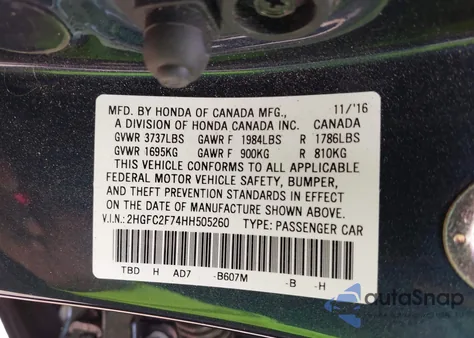 MFD. BY HONDA OF CANADA MFG., 11/'16
A DIVISION OF HONDA CANADA INC. CANADA
GVWR 3737LBS GAWR F 1984LBS R 1786LBS
GVWR 1695KG GAWR F 900KG R 810KG
THIS VEHICLE CONFORMS TO ALL APPLICABLE
FEDERAL MOTOR VEHICLE SAFETY, BUMPER,
AND THEFT PREVENTION STANDARDS IN EFFECT
ON THE DATE OF MANUFACTURE SHOWN ABOVE.
V.I.N.: 2HGFC2F74HH505260 TYPE: PASSENGER CAR
TBD H AD7 -B607M -B -H
autoSnap